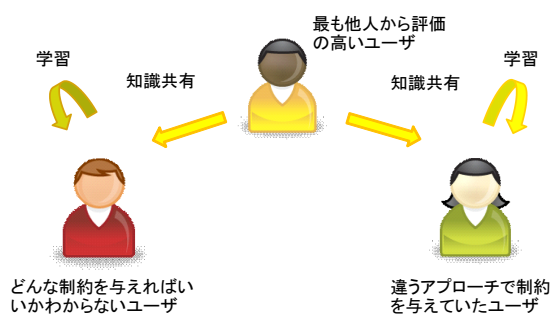 最も他人から評価
の高いユーザ
学習
知識共有
知識共有
学習
どんな制約を与えればい
いかわからないユーザ
違うアプローチで制約
を与えていたユーザ